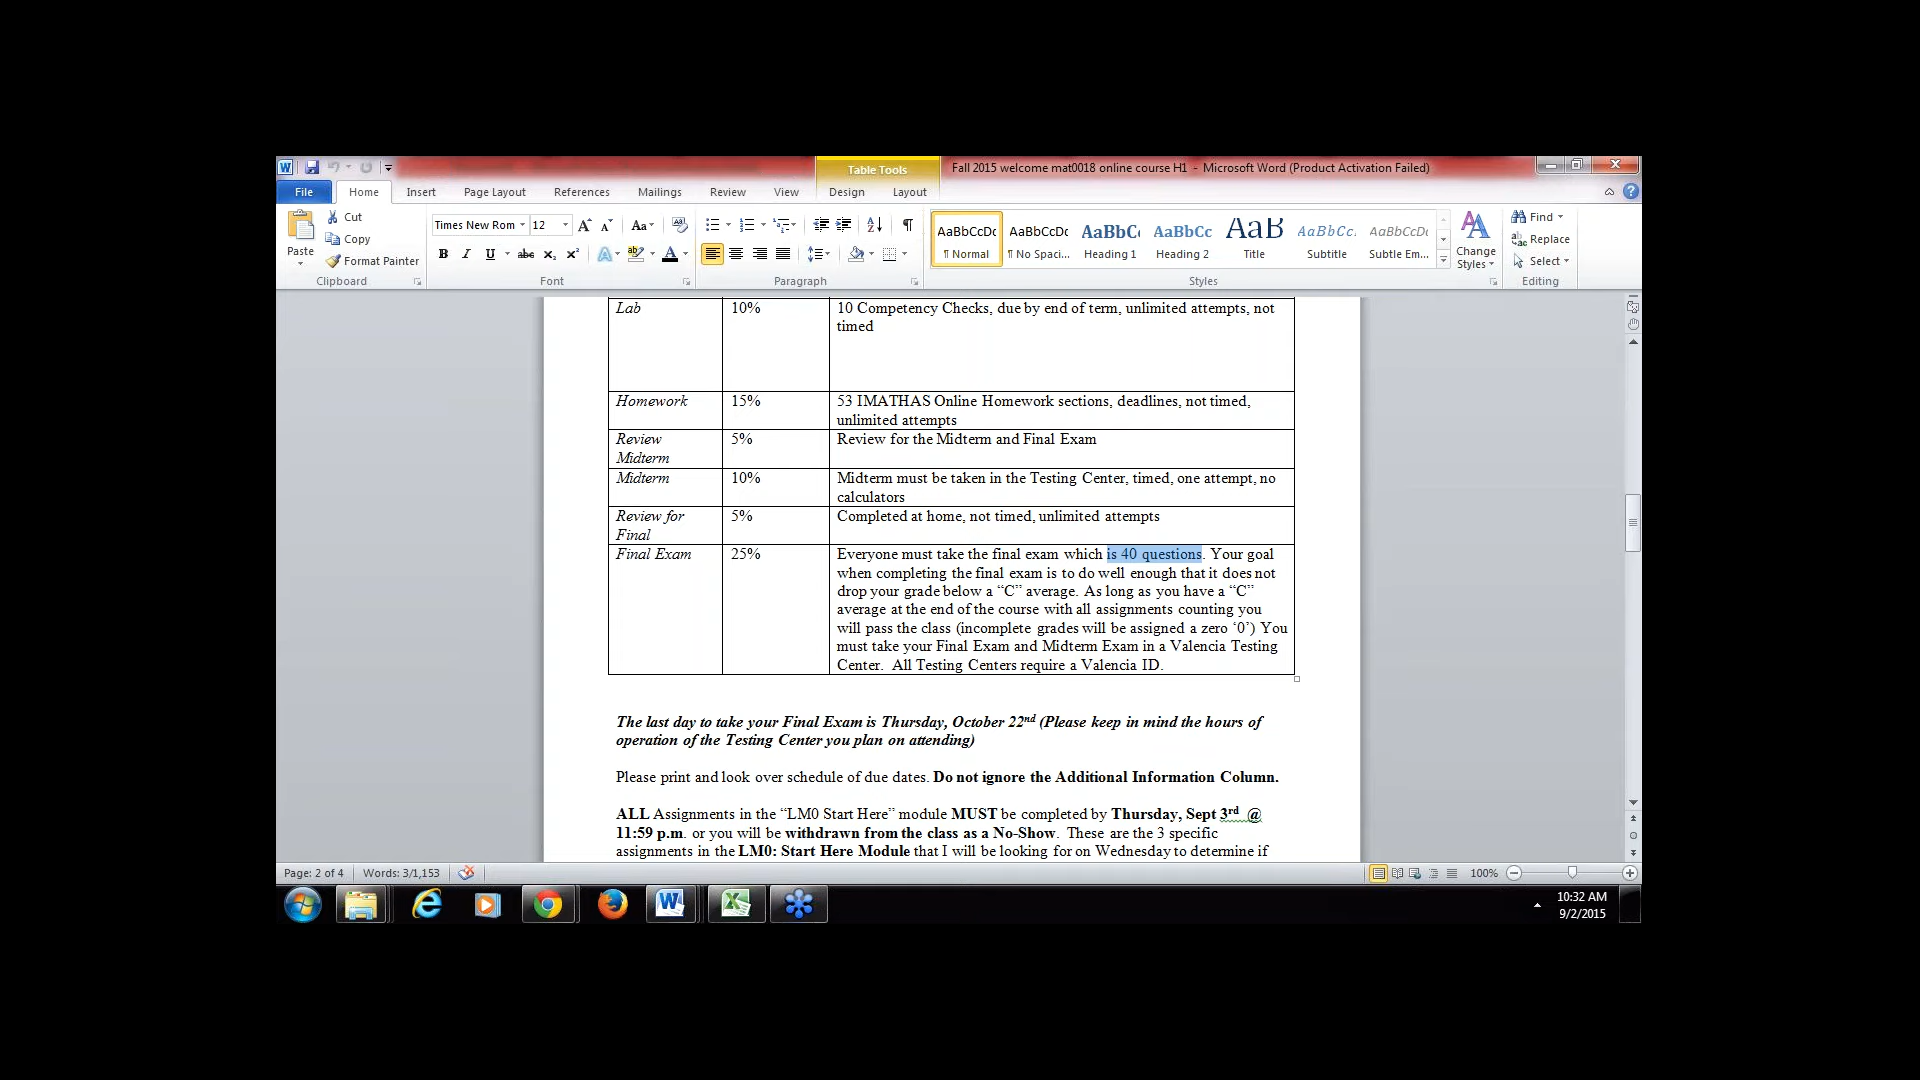 Table Tools
Fall 2015 welcome mat0018 online course H1 - Microsoft Word (Product Activation Failed)
File Home Insert Page Layout References Mailings Review View Design Layout
Paste
Cut
Copy
Format Painter
Clipboard
Times New Rom 12
Font
Paragraph
AaBbCcDc AaBbCcDc AaBbC AaBbCc AaB AaBbCc. AaBbCcDc
¶ Normal ¶ No Spaci... Heading 1 Heading 2 Title Subtitle Subtle Em...
Change
Styles
Styles
Find
Replace
Select
Editing
Lab 10% 10 Competency Checks, due by end of term, unlimited attempts, not
timed
Homework 15% 53 IMATHAS Online Homework sections, deadlines, not timed,
unlimited attempts
Review 5% Review for the Midterm and Final Exam
Midterm
Midterm 10% Midterm must be taken in the Testing Center, timed, one attempt, no
calculators
Review for 5% Completed at home, not timed, unlimited attempts
Final
Final Exam 25% Everyone must take the final exam which is 40 questions. Your goal
when completing the final exam is to do well enough that it does not
drop your grade below a “C” average. As long as you have a “C”
average at the end of the course with all assignments counting you
will pass the class (incomplete grades will be assigned a zero ‘0’) You
must take your Final Exam and Midterm Exam in a Valencia Testing
Center. All Testing Centers require a Valencia ID.
The last day to take your Final Exam is Thursday, October 22nd (Please keep in mind the hours of
operation of the Testing Center you plan on attending)
Please print and look over schedule of due dates. Do not ignore the Additional Information Column.
ALL Assignments in the “LM0 Start Here” module MUST be completed by Thursday, Sept 3rd @
11:59 p.m. or you will be withdrawn from the class as a No-Show. These are the 3 specific
assignments in the LM0: Start Here Module that I will be looking for on Wednesday to determine if
Page: 2 of 4 Words: 3/1,153 100%
10:32 AM
9/2/2015